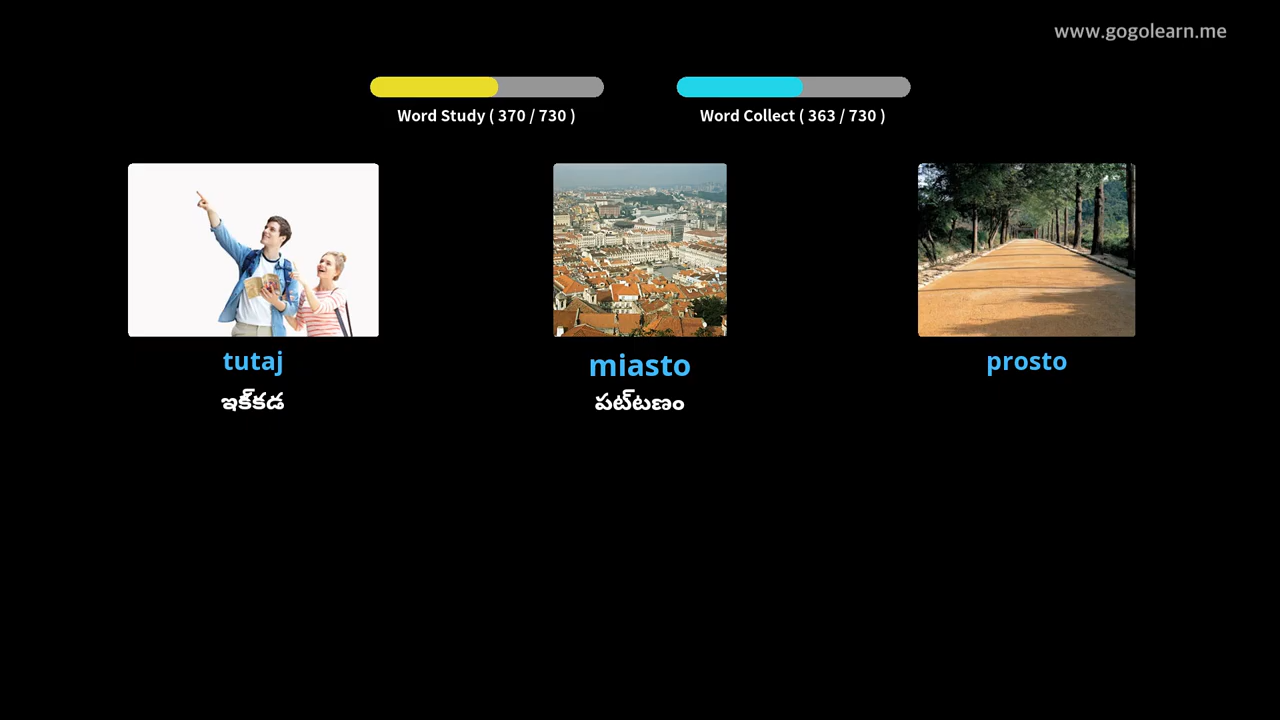 www.gogolearn.me
Word Study ( 370 / 730 )
Word Collect ( 363 / 730 )
tutaj
miasto
prosto
ఇక్కడ
పట్టణం